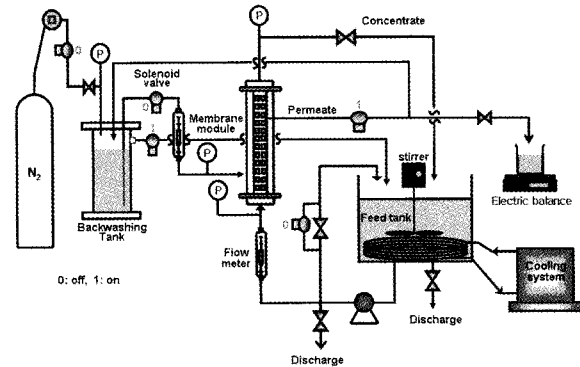 P
Concentrate
0
P
Solenoid
valve
0
Membrane
module
Permeate
1
1
stirrer
N2
P
P
Electric balance
Backwashing
Tank
0
Feed tank
Flow
meter
Cooling
system
0: off, 1: on
Discharge
Discharge